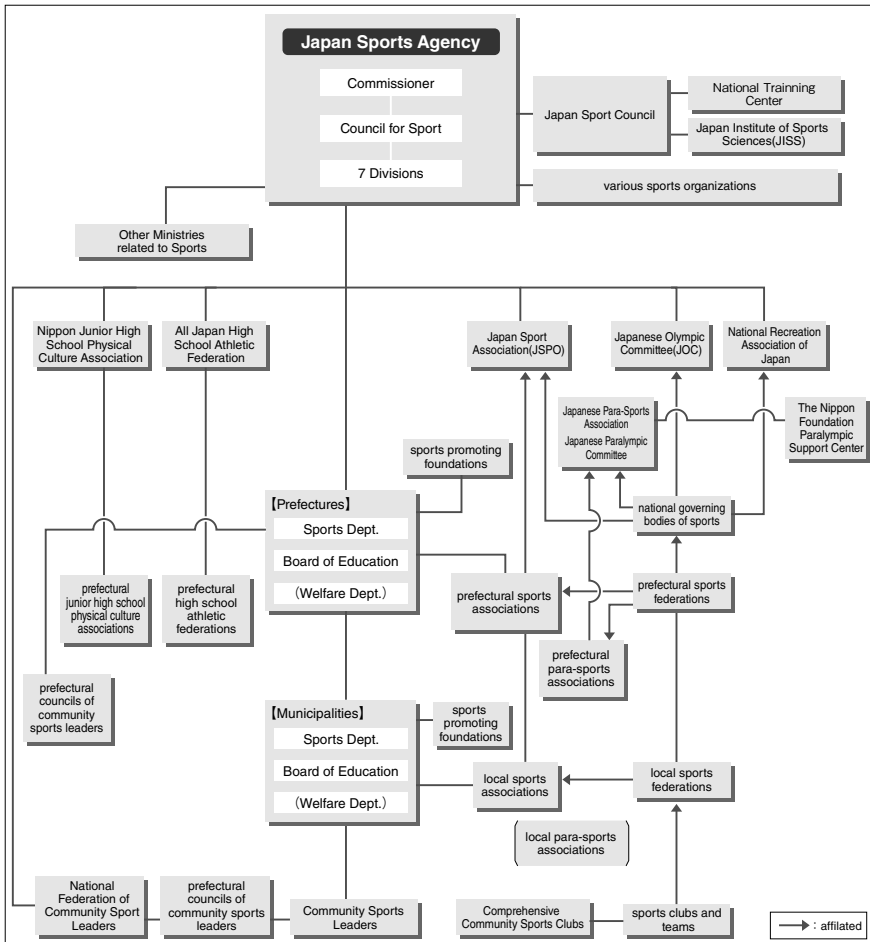 Japan Sports Agency
Commissioner
Council for Sport
7 Divisions
Japan Sport Council
National Trainning
Center
Japan Institute of Sports
Sciences(JISS)
various sports organizations
Other Ministries
related to Sports
Nippon Junior High
School Physical
Culture Association
All Japan High
School Athletic
Federation
Japan Sport
Association(JSPO)
Japanese Olympic
Committee(JOC)
National Recreation
Association of
Japan
Japanese Para-Sports
Association
Japanese Paralympic
Committee
The Nippon
Foundation
Paralympic
Support Center
sports promoting
foundations
【Prefectures】
Sports Dept.
Board of Education
(Welfare Dept.)
national governing
bodies of sports
prefectural
junior high school
physical culture
associations
prefectural
high school
athletic
federations
prefectural sports
associations
prefectural sports
federations
prefectural
para-sports
associations
prefectural
councils of
community
sports leaders
【Municipalities】
Sports Dept.
Board of Education
(Welfare Dept.)
sports
promoting
foundations
local sports
associations
local sports
federations
(local para-sports
associations)
National
Federation of
Community Sport
Leaders
prefectural
councils of
community sports
leaders
Community Sports
Leaders
Comprehensive
Community Sports Clubs
sports clubs and
teams
: affilated